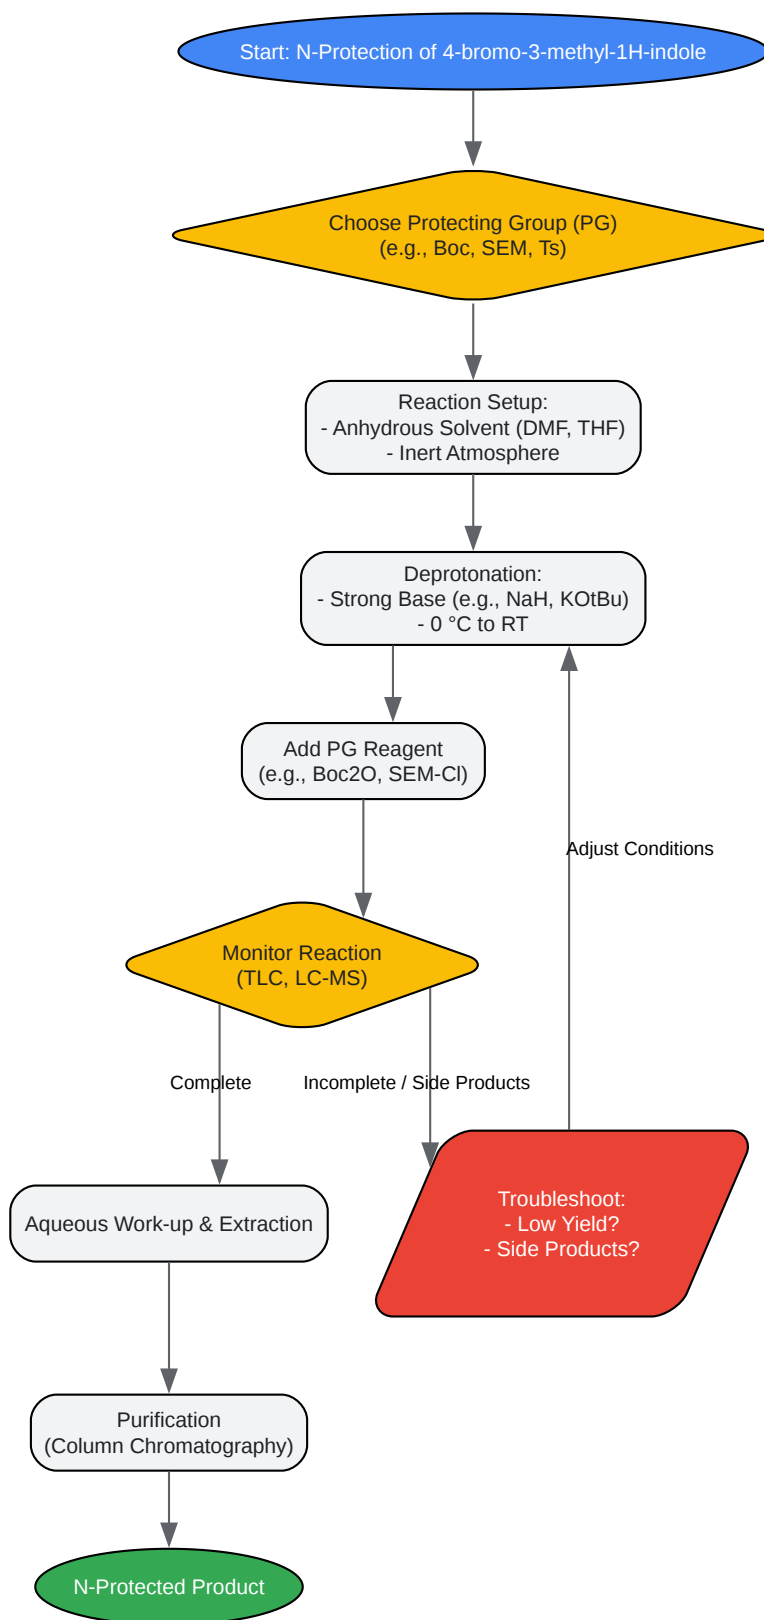 Start: N-Protection of 4-bromo-3-methyl-1H-indole
Choose Protecting Group (PG)
(e.g., Boc, SEM, Ts)
Reaction Setup:
- Anhydrous Solvent (DMF, THF)
- Inert Atmosphere
Deprotonation:
- Strong Base (e.g., NaH, KOtBu)
- 0 °C to RT
Add PG Reagent
(e.g., Boc2O, SEM-Cl)
Adjust Conditions
Monitor Reaction
(TLC, LC-MS)
Complete
Incomplete / Side Products
Troubleshoot:
- Low Yield?
- Side Products?
Aqueous Work-up & Extraction
Purification
(Column Chromatography)
N-Protected Product